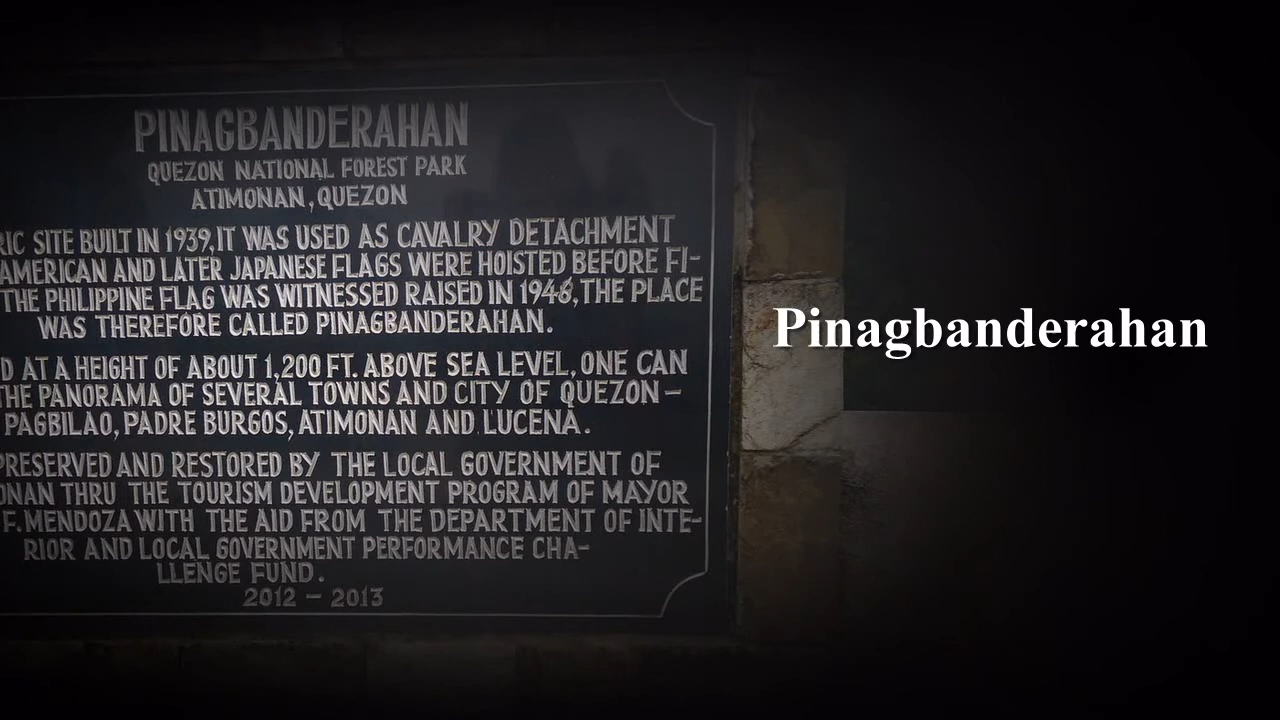 PINAGBANDERAHAN
QUEZON NATIONAL FOREST PARK
ATIMONAN, QUEZON
RIC SITE BUILT IN 1939, IT WAS USED AS CAVALRY DETACHMENT
AMERICAN AND LATER JAPANESE FLAGS WERE HOISTED BEFORE FI-
THE PHILIPPINE FLAG WAS WITNESSED RAISED IN 1946, THE PLACE
WAS THEREFORE CALLED PINAGBANDERAHAN.
D AT A HEIGHT OF ABOUT 1,200 FT. ABOVE SEA LEVEL, ONE CAN
THE PANORAMA OF SEVERAL TOWNS AND CITY OF QUEZON –
PAGBILAO, PADRE BURGOS, ATIMONAN AND LUCENA.
PRESERVED AND RESTORED BY THE LOCAL GOVERNMENT OF
ONAN THRU THE TOURISM DEVELOPMENT PROGRAM OF MAYOR
F. MENDOZA WITH THE AID FROM THE DEPARTMENT OF INTE-
RIOR AND LOCAL GOVERNMENT PERFORMANCE CHA-
LLENGE FUND.
2012 – 2013
Pinagbanderahan